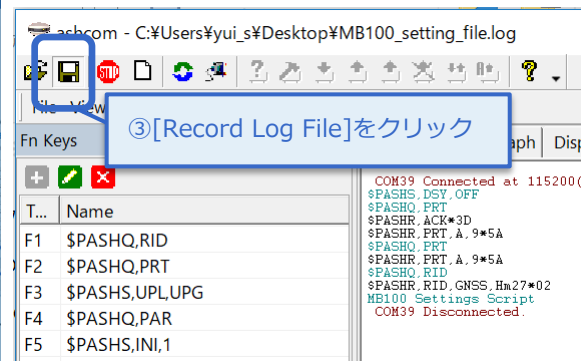 ashcom - C:¥Users¥yui_s¥Desktop¥MB100_setting_file.log
File View
③[Record Log File]をクリック
Fn Keys
aph Disp
T... Name
F1 $PASHQ,RID
F2 $PASHQ,PRT
F3 $PASHS,UPL,UPG
F4 $PASHQ,PAR
F5 $PASHS,INI,1
COM39 Connected at 115200(
$PASHS,DSY,OFF
$PASHQ,PRT
$PASHR,ACK*3D
$PASHR,PRT,A,9*5A
$PASHQ,PRT
$PASHR,PRT,A,9*5A
$PASHQ,RID
$PASHR,RID,GNSS,Hm27*02
MB100 Settings Script
COM39 Disconnected.